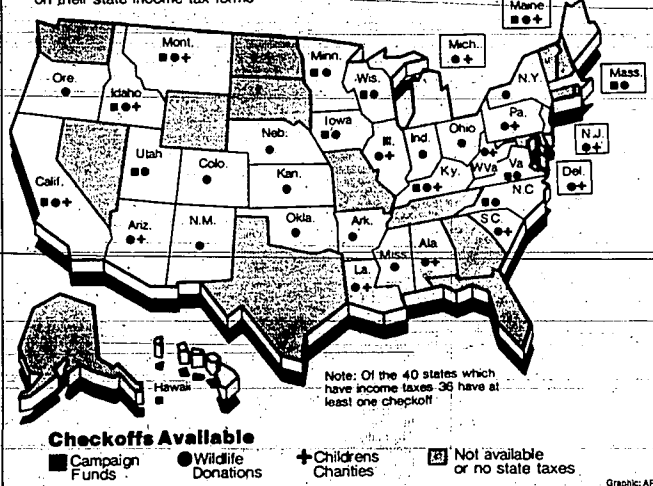 on their state income tax forms
Maine
Mont.
Minn.
Mich.
Ore.
Idaho
Wis.
N.Y.
Mass.
Iowa
Pa.
Neb.
Ill.
Ind.
Ohio
N.J.
Utah
Colo.
WVa
Va
Kan.
Ky.
Del.
Calif.
N.C
Ariz.
N.M.
Okla.
Ark.
S.C.
Miss.
Ala
La.
Hawaii
Note: Of the 40 states which
have income taxes 36 have at
least one checkoff
Checkoffs Available
Campaign Funds
Wildlife Donations
Childrens Charities
Not available or no state taxes
Graphic: AP